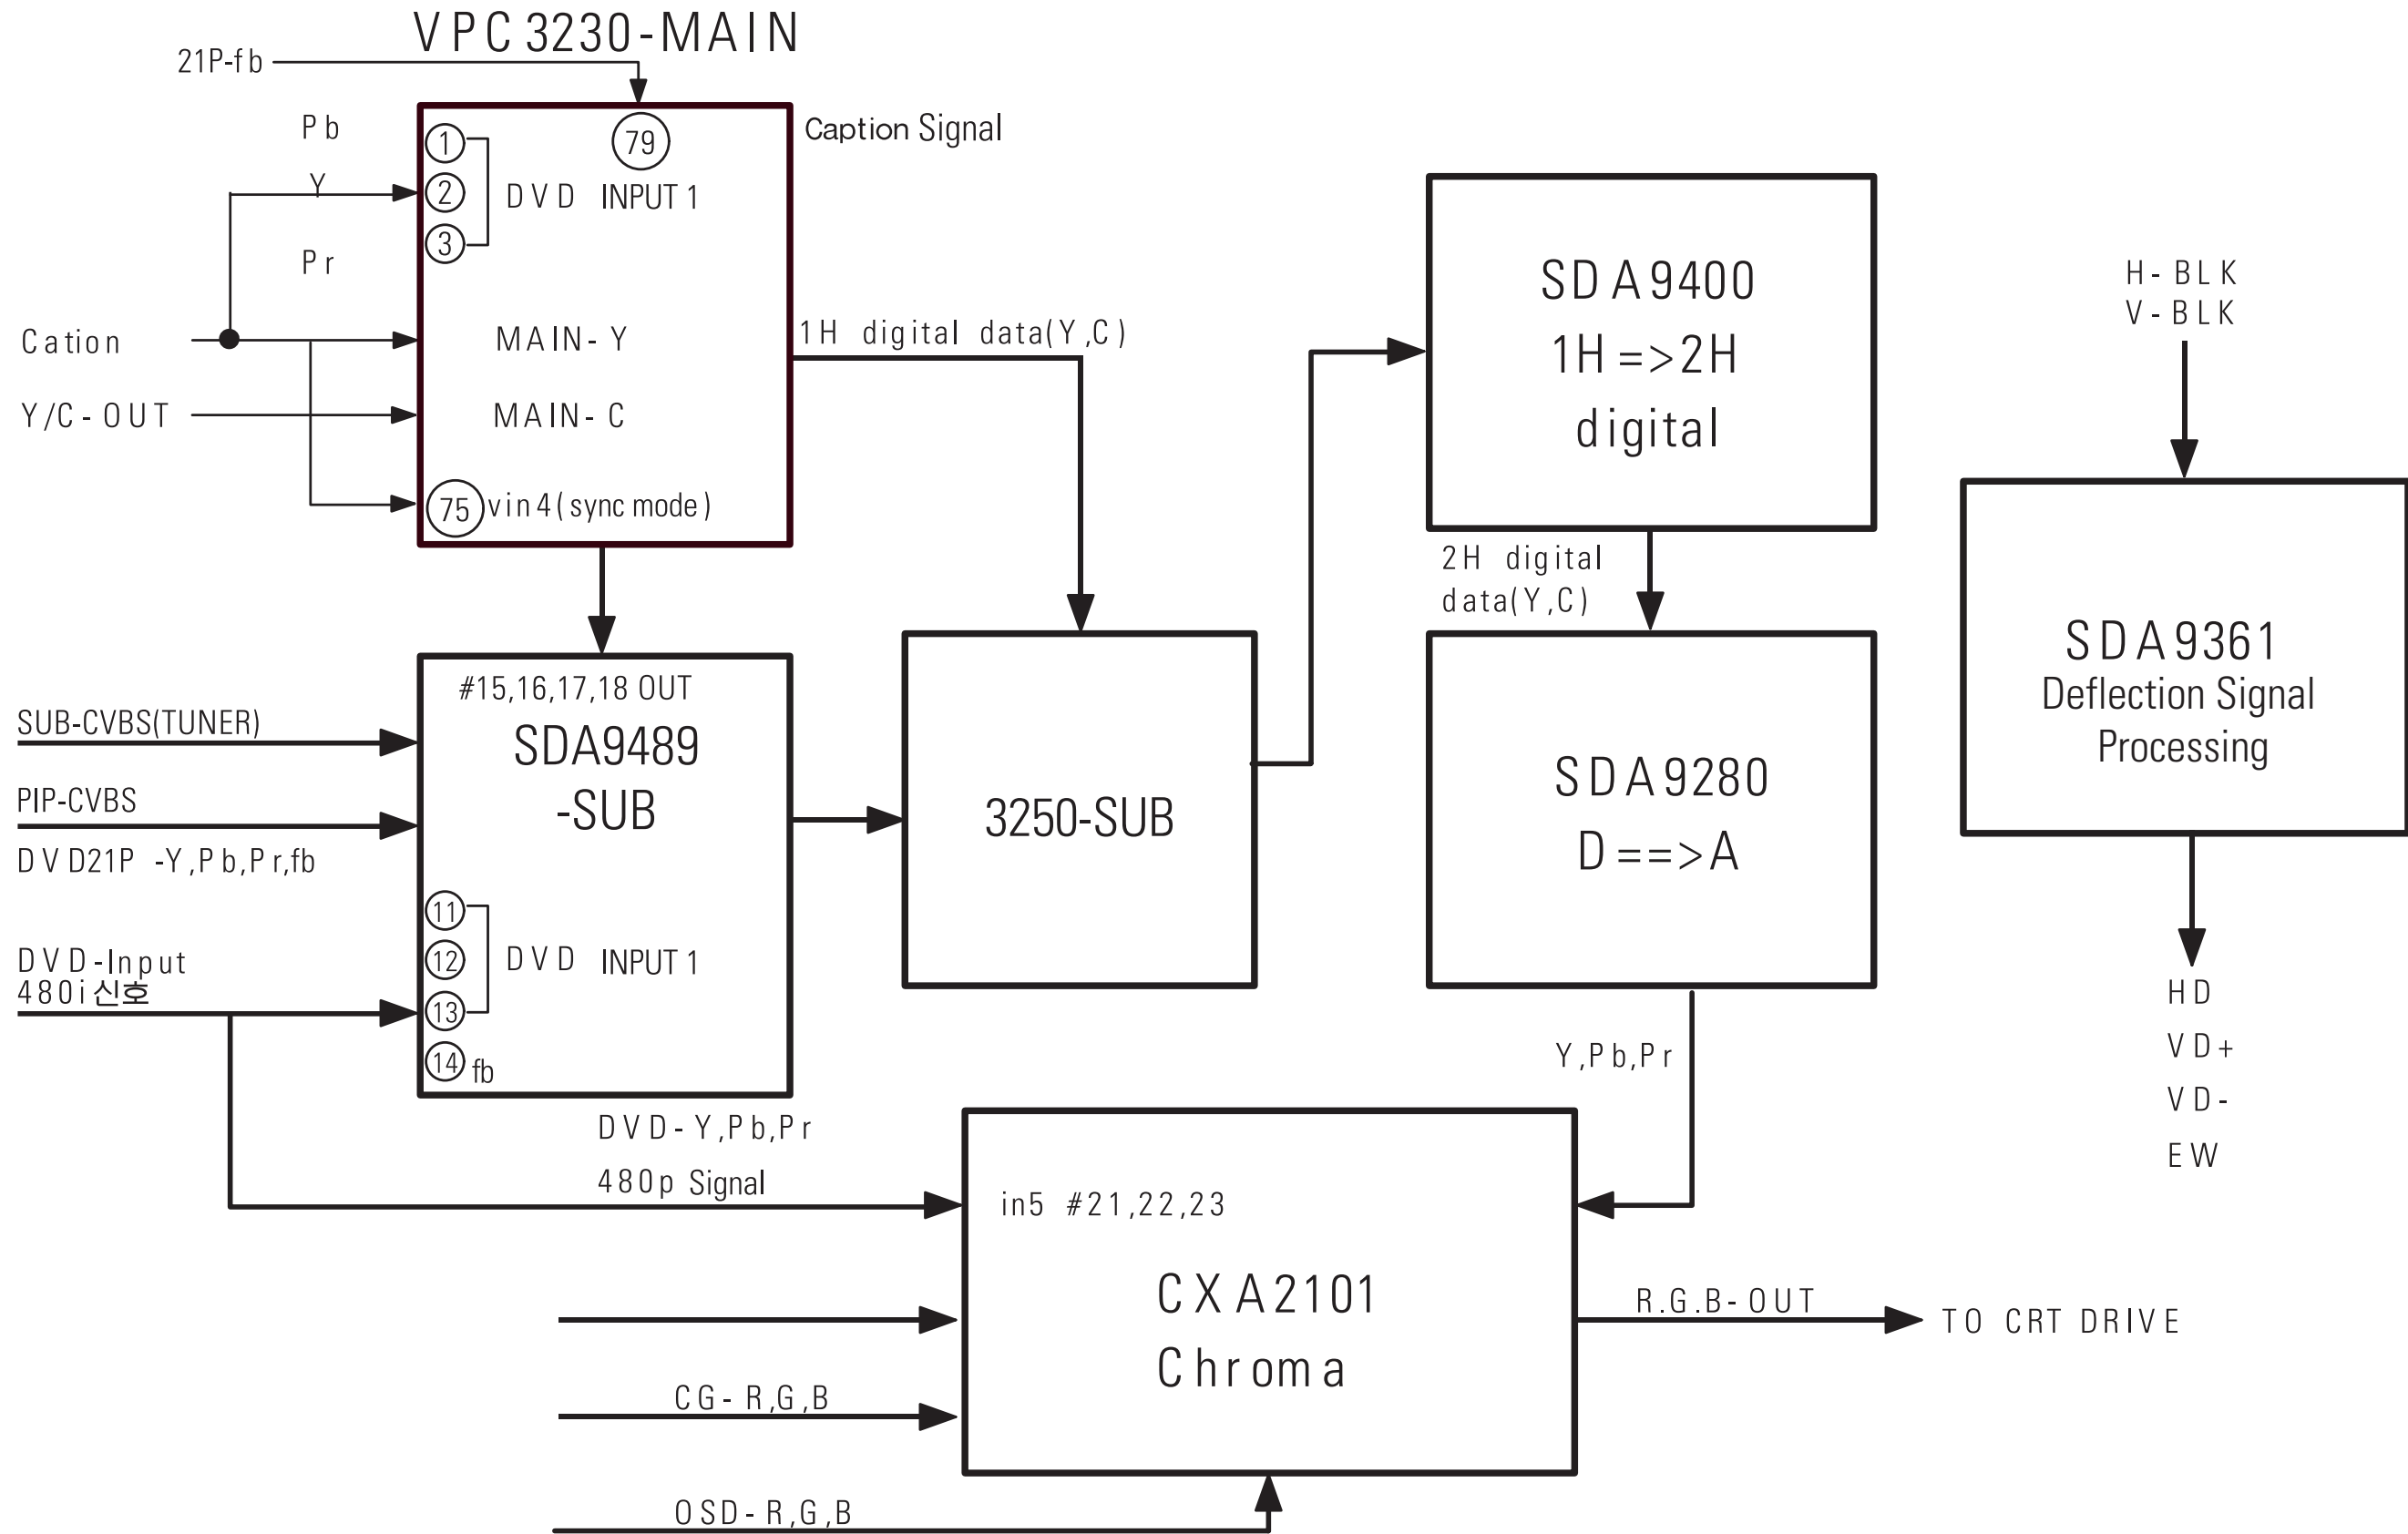 VPC3230-MAIN
21P-fb
Pb
Y
Pr
1
2
3
79
DVD INPUT1
Caption Signal
Cation
MAIN-Y
Y/C-OUT
MAIN-C
75
vin4(sync mode)
1H digital data(Y,C)
SDA9400
1H=>2H
digital
H-BLK
V-BLK
2H digital
data(Y,C)
SDA9361
Deflection Signal
Processing
#15,16,17,18 OUT
SDA9489
-SUB
SUB-CVBS(TUNER)
PIP-CVBS
DVD21P -Y,Pb,Pr,fb
DVD-Input
480i신호
11
12
13
14
fb
DVD INPUT1
3250-SUB
SDA9280
D==>A
HD
VD+
VD-
EW
Y,Pb,Pr
DVD-Y,Pb,Pr
480p Signal
in5 #21,22,23
CXA2101
Chroma
R.G.B-OUT
TO CRT DRIVE
CG-R,G,B
OSD-R,G,B